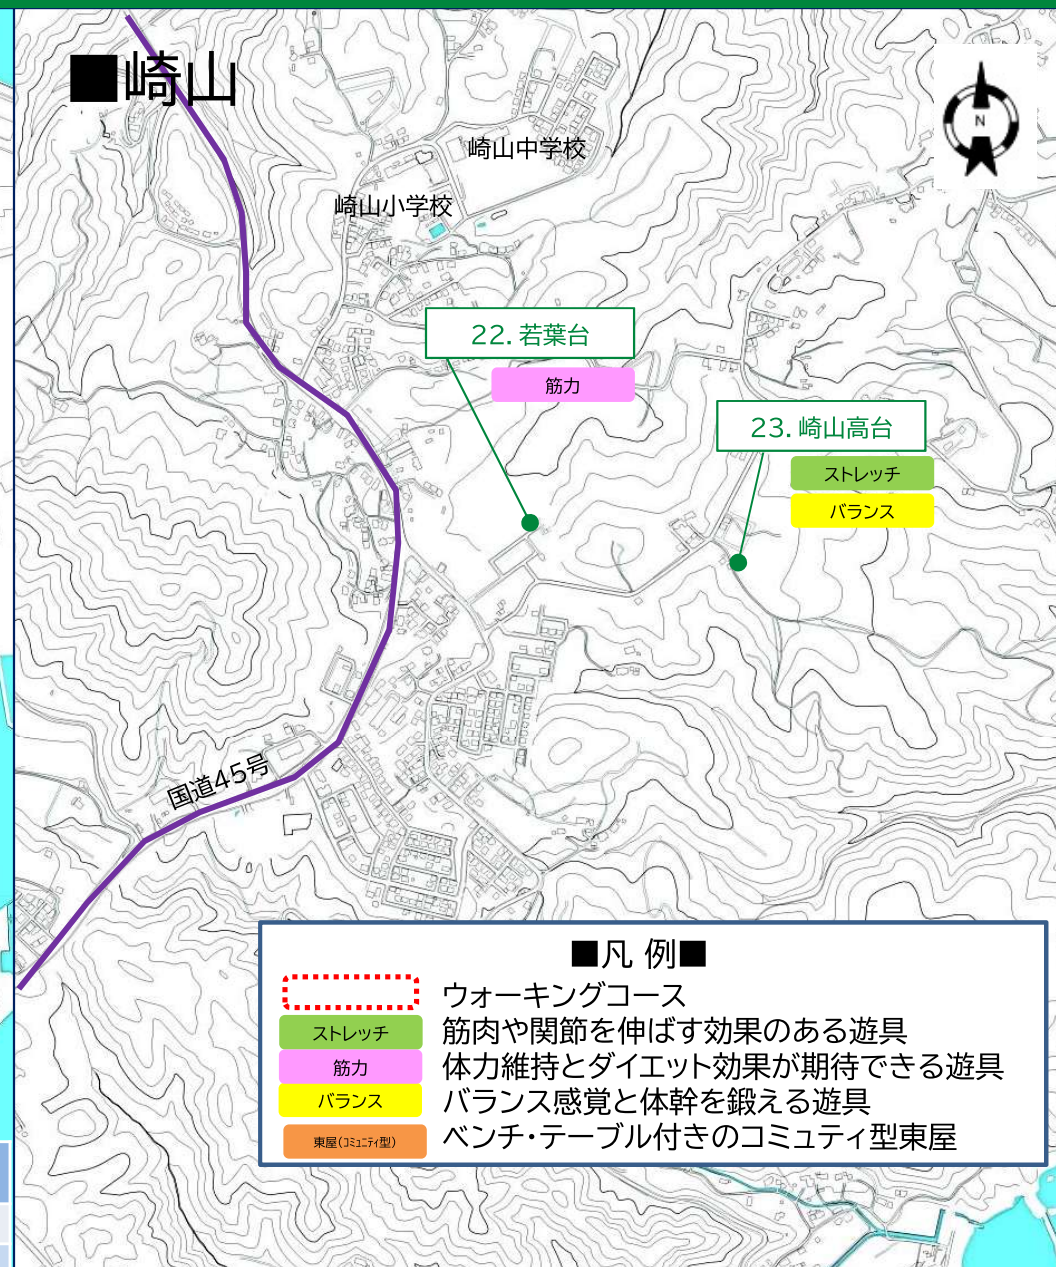 ■崎山
N
崎山中学校
崎山小学校
22. 若葉台
筋力
23. 崎山高台
ストレッチ
バランス
国道45号
■凡 例■
ウォーキングコース
ストレッチ 筋肉や関節を伸ばす効果のある遊具
筋力 体力維持とダイエット効果が期待できる遊具
バランス バランス感覚と体幹を鍛える遊具
東屋(コミュニティ型) ベンチ・テーブル付きのコミュティ型東屋